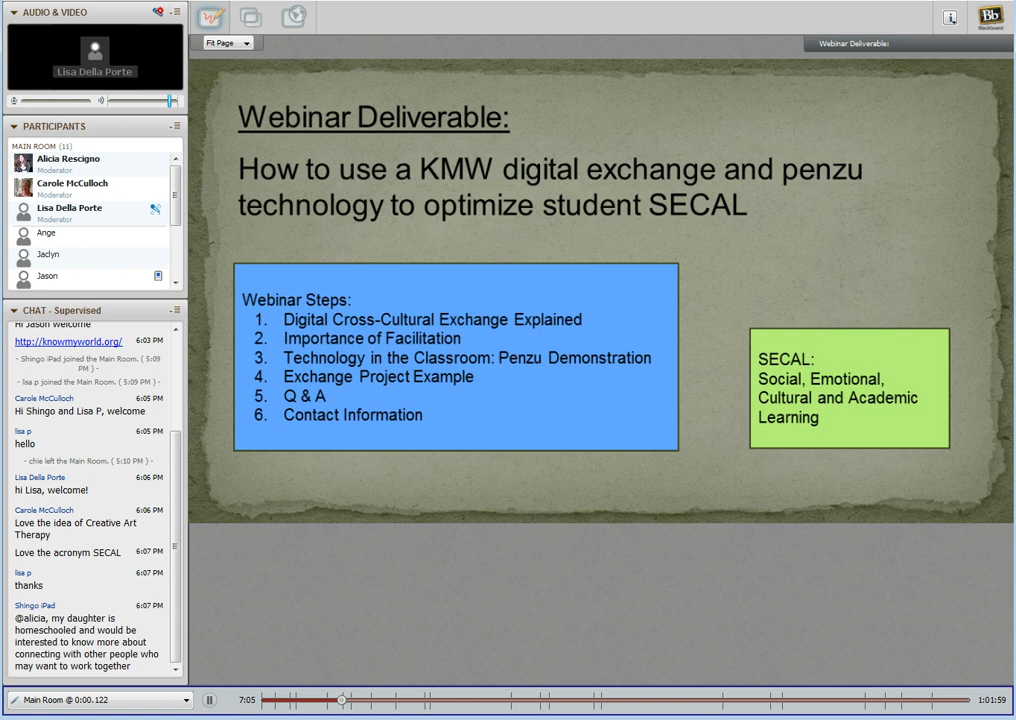 AUDIO & VIDEO
Lisa Della Porte
PARTICIPANTS
MAIN ROOM (11)
Alicia Rescigno
Moderator
Carole McCulloch
Moderator
Lisa Della Porte
Moderator
Ange
Jaclyn
Jason
CHAT - Supervised
Hi Jason welcome
http://knowmyworld.org/ 6:03 PM
- Shingo iPad joined the Main Room. ( 5:09
PM ) -
- lisa p joined the Main Room. ( 5:09 PM ) -
Carole McCulloch 6:05 PM
Hi Shingo and Lisa P, welcome
lisa p 6:05 PM
hello
- chie left the Main Room. ( 5:10 PM ) -
Lisa Della Porte 6:06 PM
hi Lisa, welcome!
Carole McCulloch 6:06 PM
Love the idea of Creative Art
Therapy
Love the acronym SECAL 6:07 PM
lisa p 6:07 PM
thanks
Shingo iPad 6:07 PM
@alicia, my daughter is
homeschooled and would be
interested to know more about
connecting with other people who
may want to work together
Fit Page
Webinar Deliverable:
Bb
Blackboard
Webinar Deliverable:
How to use a KMW digital exchange and penzu
technology to optimize student SECAL
Webinar Steps:
1. Digital Cross-Cultural Exchange Explained
2. Importance of Facilitation
3. Technology in the Classroom: Penzu Demonstration
4. Exchange Project Example
5. Q & A
6. Contact Information
SECAL:
Social, Emotional,
Cultural and Academic
Learning
Main Room @ 0:00.122
7:05
1:01:59